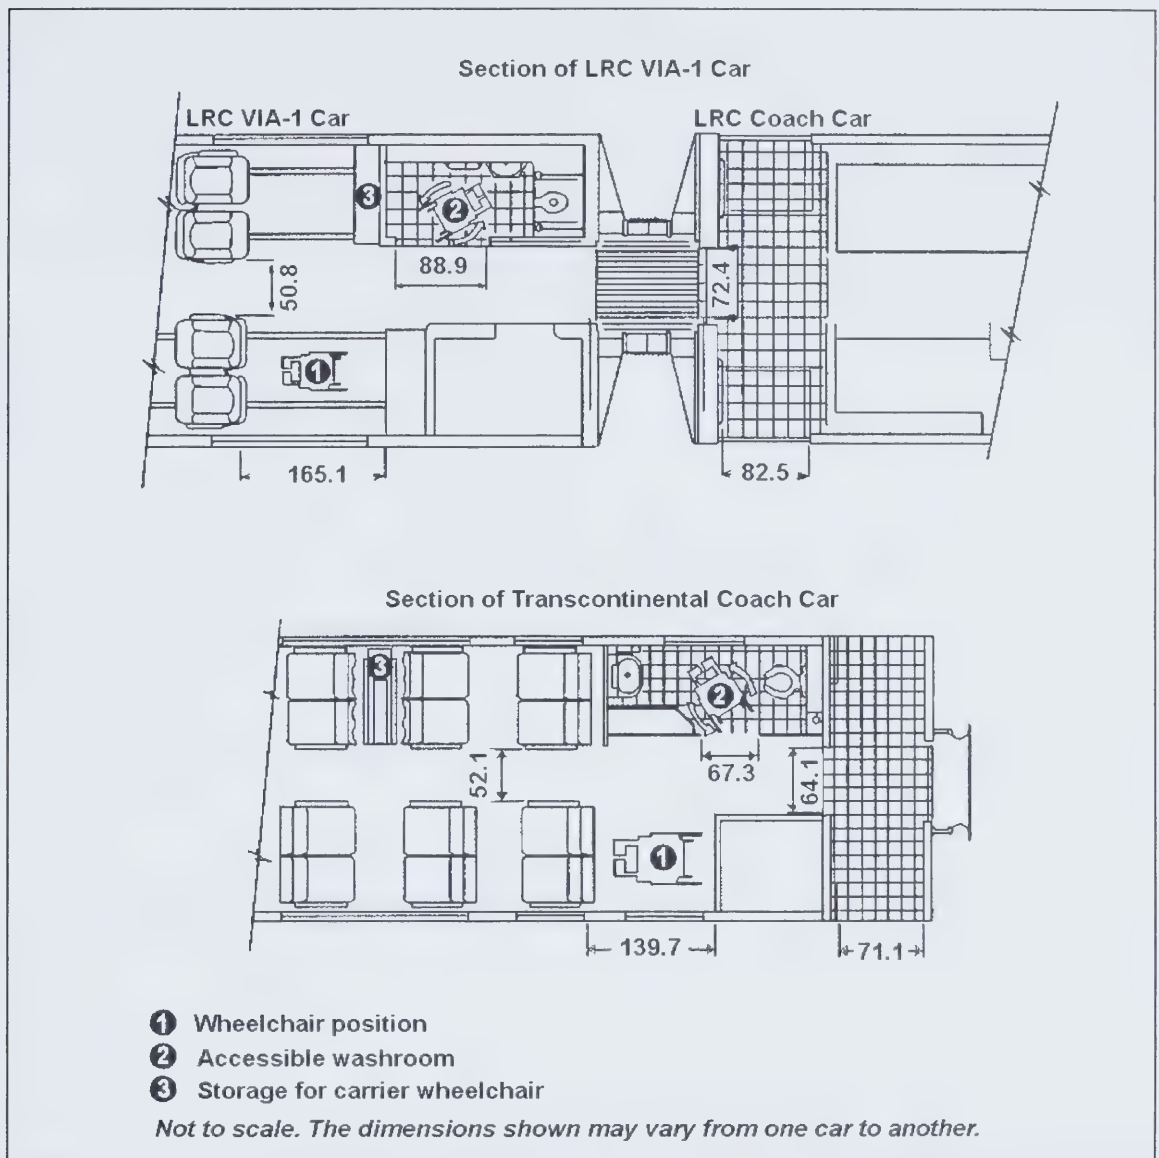 Section of LRC VIA-1 Car
LRC VIA-1 Car
LRC Coach Car
3
2
88.9
50.8
72.4
1
165.1
82.5
Section of Transcontinental Coach Car
3
2
52.1
67.3
64.1
1
139.7
71.1
1 Wheelchair position
2 Accessible washroom
3 Storage for carrier wheelchair
Not to scale. The dimensions shown may vary from one car to another.